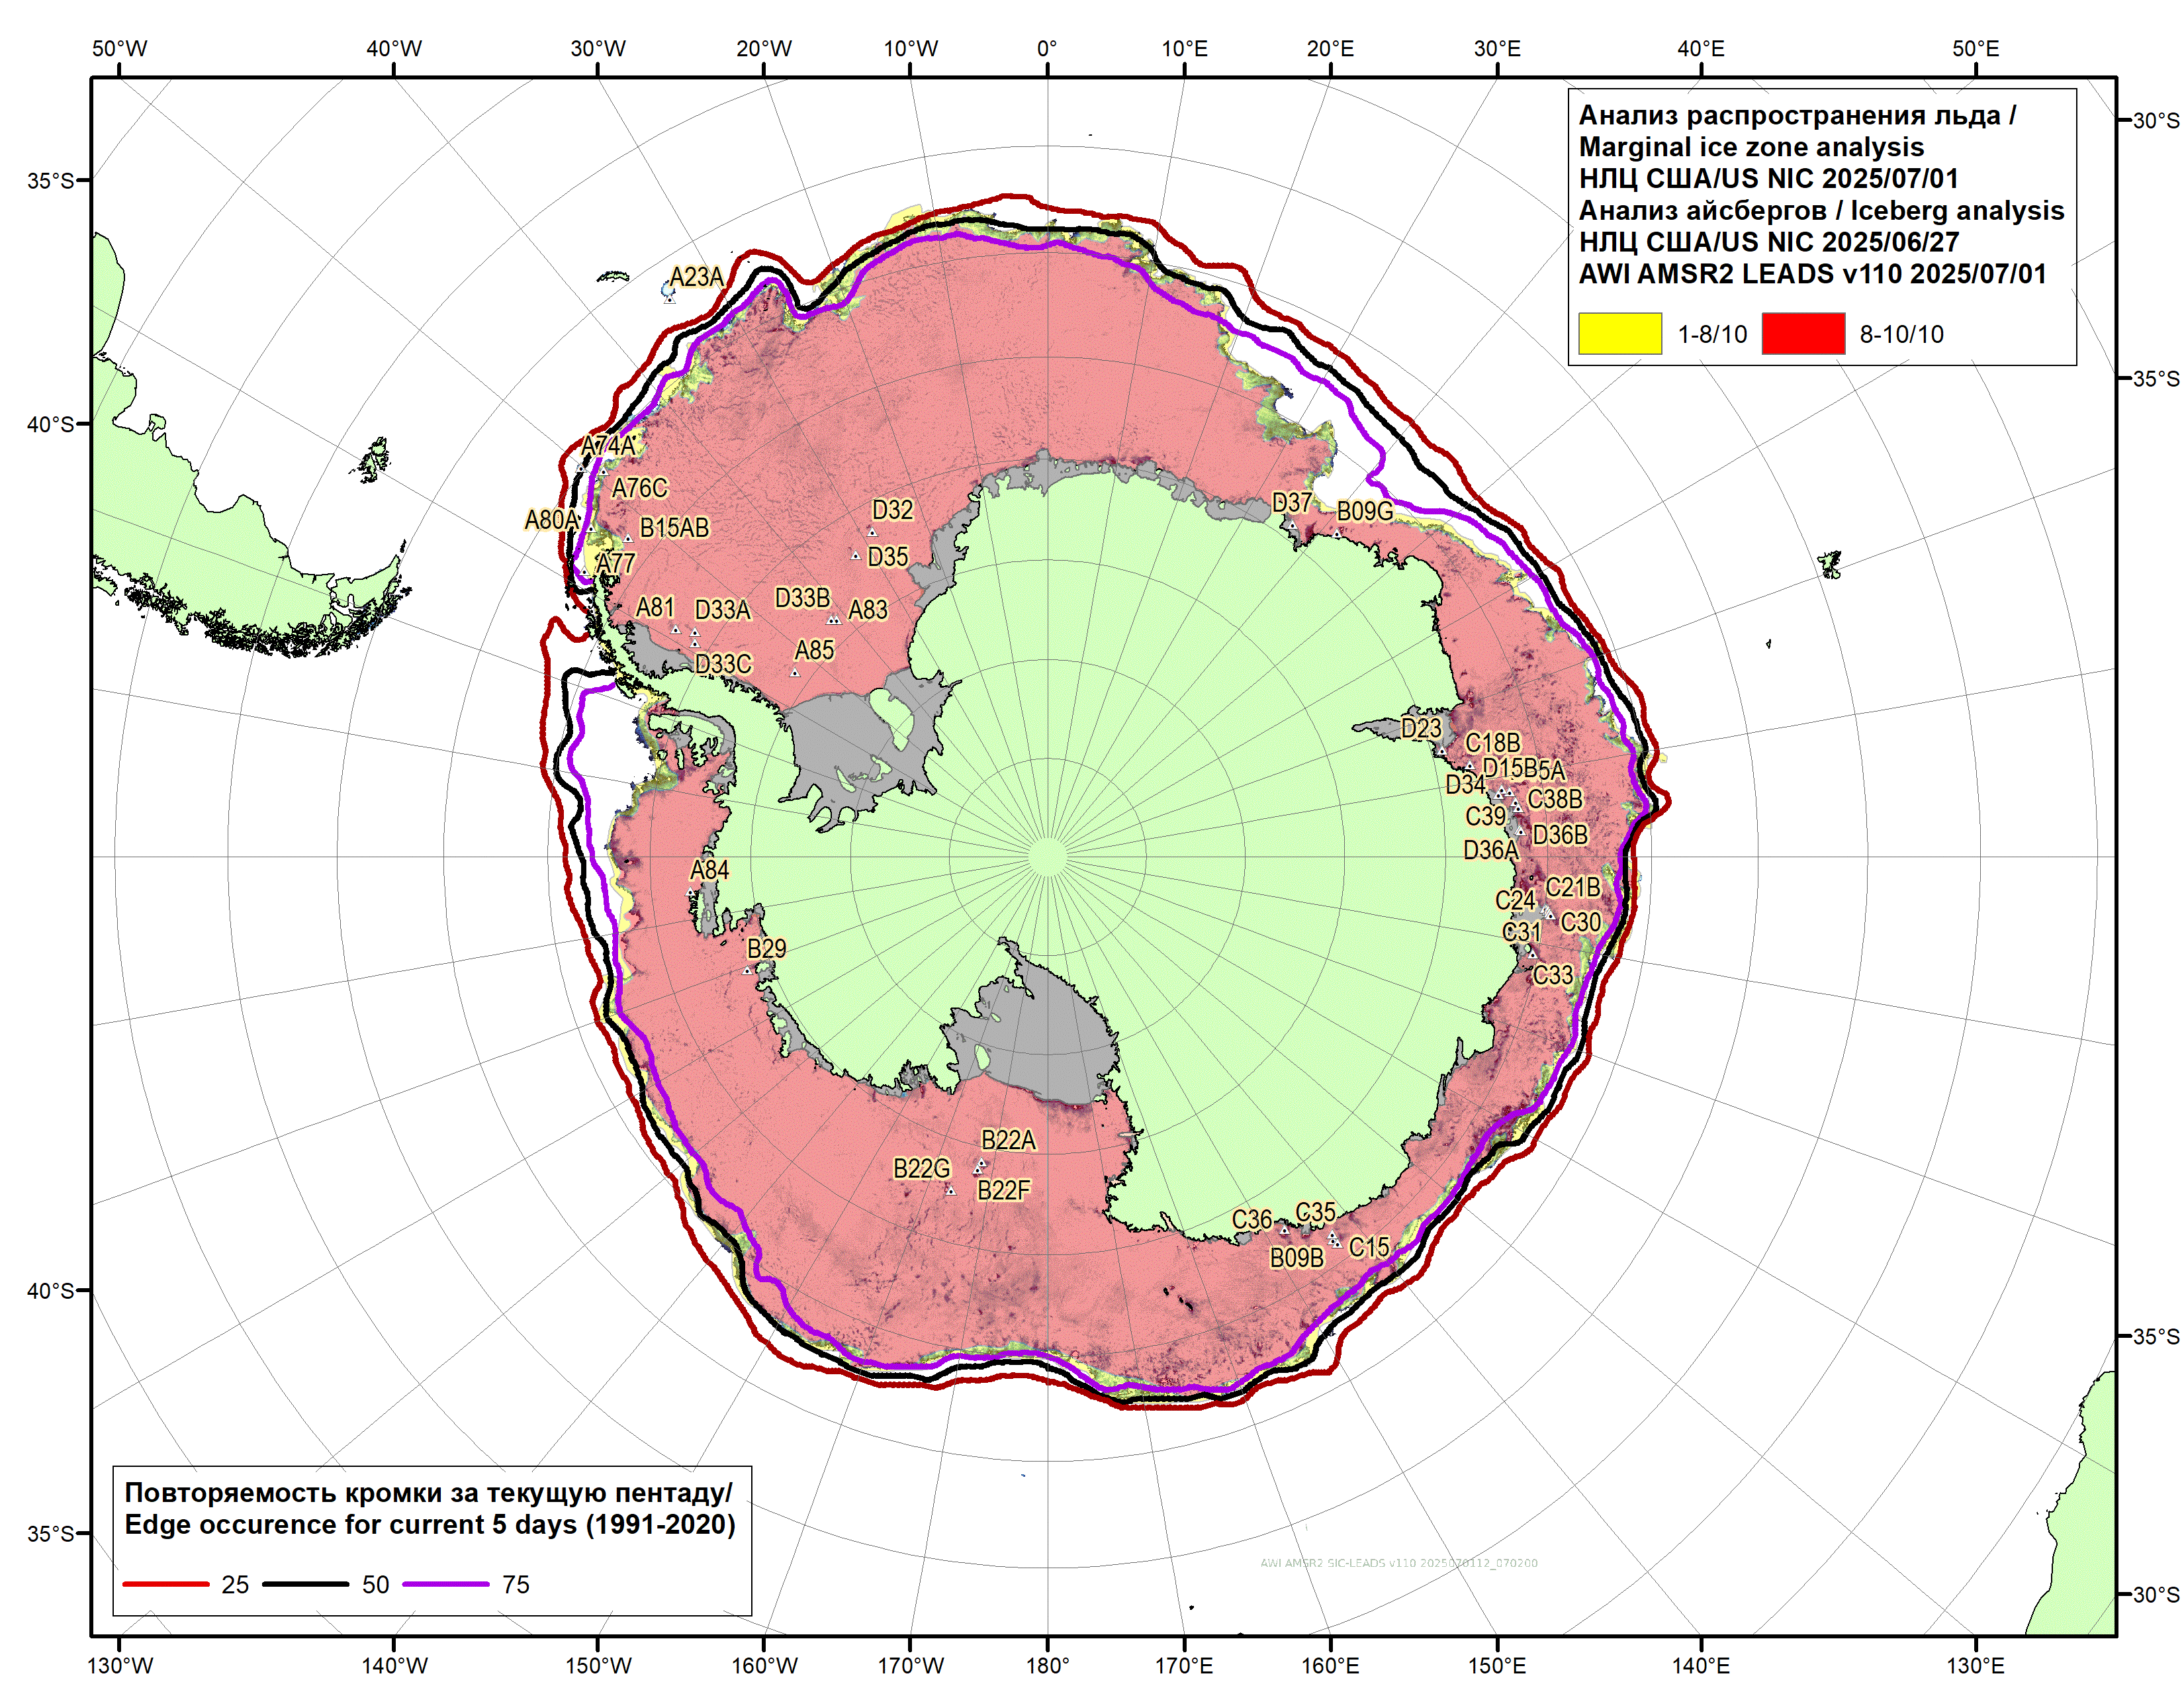 50°W 40°W 30°W 20°W 10°W 0° 10°E 20°E 30°E 40°E 50°E
Анализ распространения льда /
Marginal ice zone analysis
НЛЦ США/US NIC 2025/07/01
Анализ айсбергов / Iceberg analysis
НЛЦ США/US NIC 2025/06/27
AWI AMSR2 LEADS v110 2025/07/01
1-8/10 8-10/10
30°S
35°S
35°S
40°S
A23A
A74A
A76C
A80A
B15AB
A77
D32
D35
D37
B09G
A81
D33A
D33B
A83
D33C
A85
D23
C18B
D15B
5A
D34
C38B
C39
D36B
D36A
A84
C21B
C24
C30
C31
C33
B29
B22A
B22G
B22F
C36
C35
B09B
C15
40°S
35°S
35°S
30°S
Повторяемость кромки за текущую пентаду/
Edge occurence for current 5 days (1991-2020)
25 50 75
AWI AMSR2 SIC-LEADS v110 2025070112_070200
130°W 140°W 150°W 160°W 170°W 180° 170°E 160°E 150°E 140°E 130°E